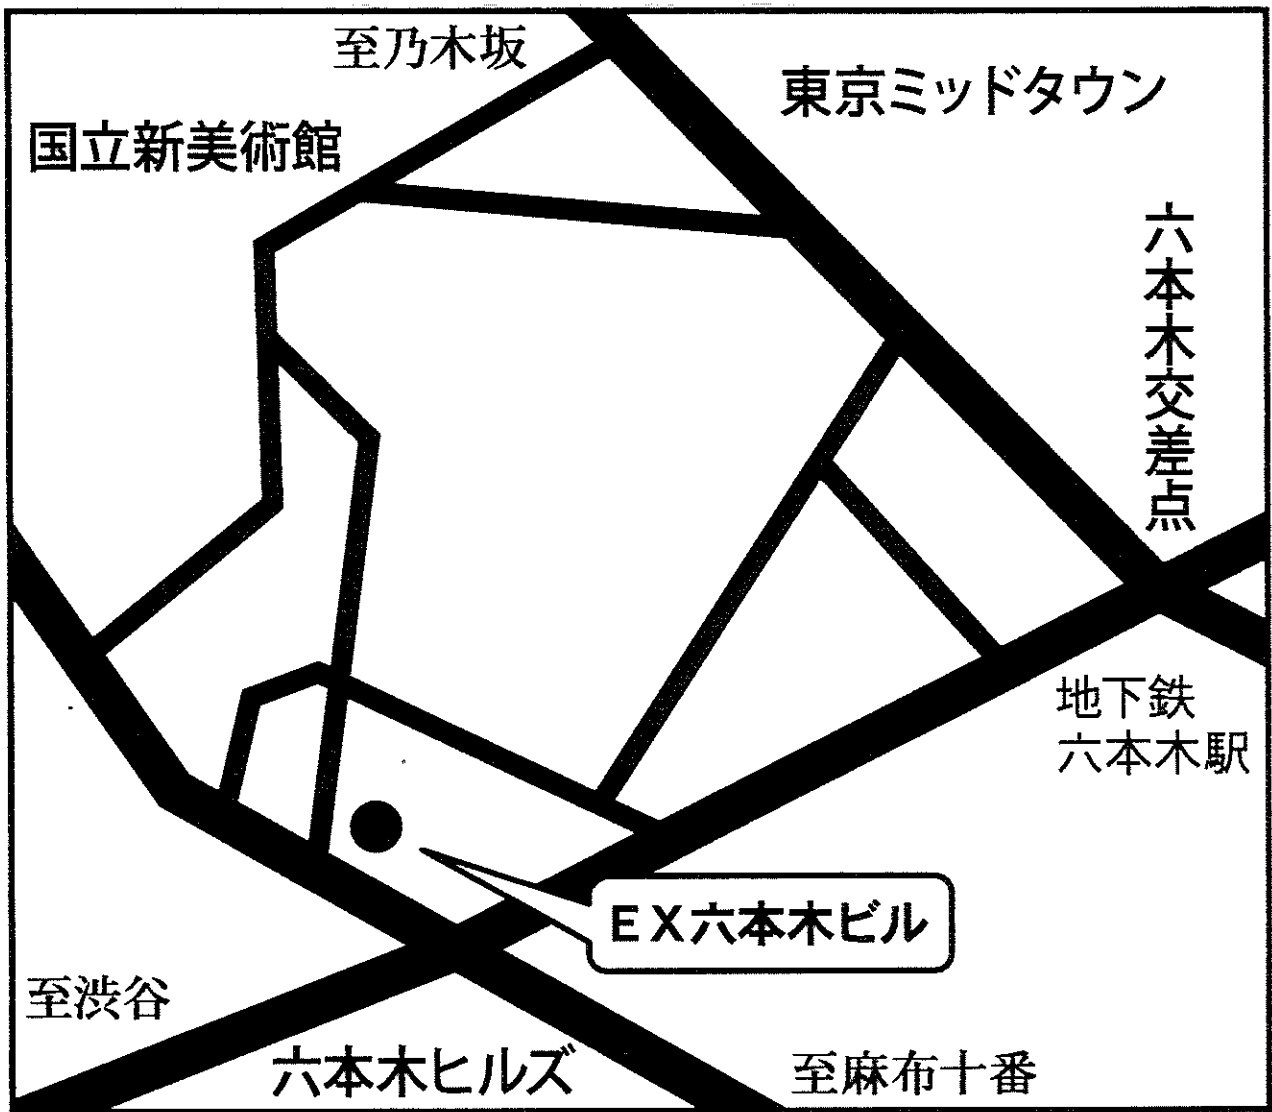 至乃木坂
東京ミッドタウン
国立新美術館
六本木交差点
地下鉄
六本木駅
EX六本木ビル
至渋谷
六本木ヒルズ
至麻布十番